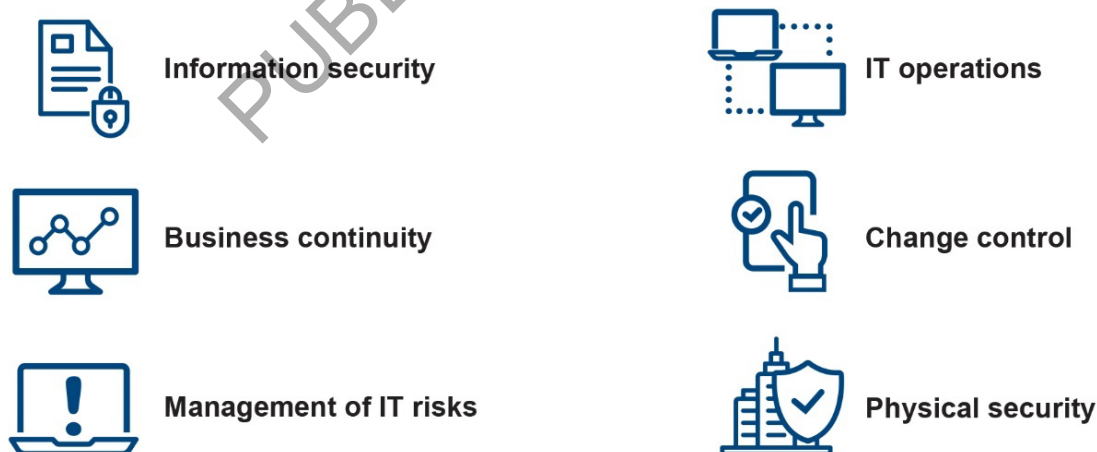 Information security
IT operations
Business continuity
Change control
Management of IT risks
Physical security